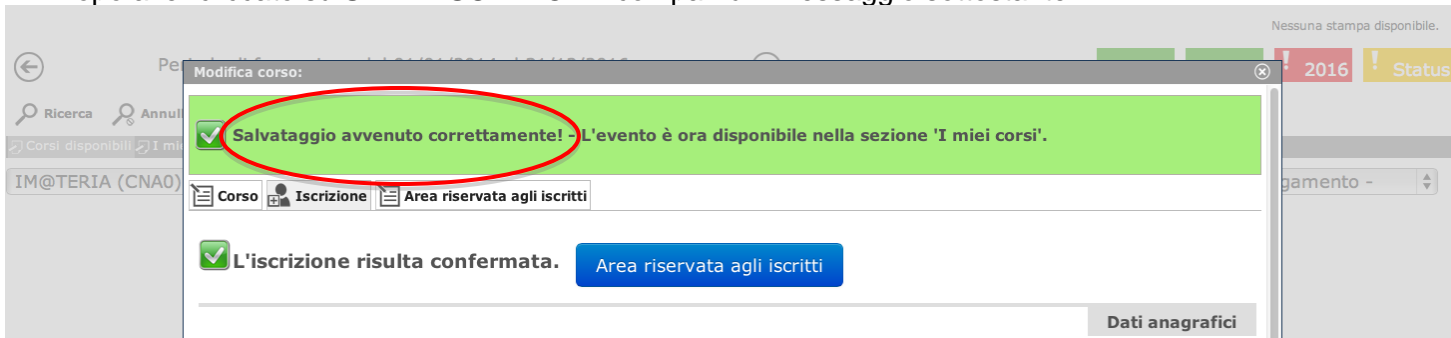 Nessuna stampa disponibile.
2016 ! Status
Modifica corso:
Ricerca
Salvataggio avvenuto correttamente! - L'evento è ora disponibile nella sezione 'I miei corsi'.
Corsi disponibili I
IM@TERIA (CNA0)
Corso Iscrizione Area riservata agli iscritti
L'iscrizione risulta confermata. Area riservata agli iscritti
Dati anagrafici